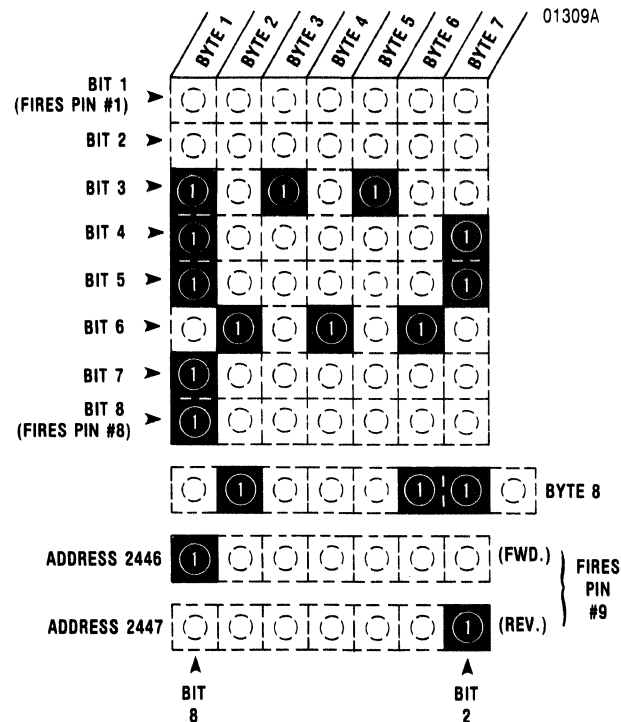 01309A
BYTE 1 BYTE 2 BYTE 3 BYTE 4 BYTE 5 BYTE 6 BYTE 7
BIT 1
(FIRES PIN #1)
BIT 2
BIT 3 1 1 1
BIT 4 1 1
BIT 5 1 1
BIT 6 1 1 1
BIT 7 1
BIT 8 1
(FIRES PIN #8)
1 1 1 BYTE 8
ADDRESS 2446 1 (FWD.)
FIRES
PIN
#9
ADDRESS 2447 1 (REV.)
BIT
8
BIT
2